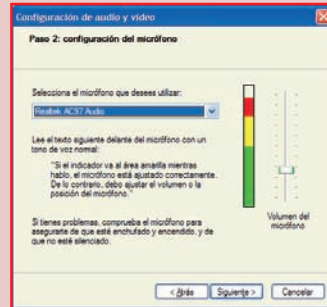 Configuración de audio y vídeo
Paso 2: configuración del micrófono
Selecciona el micrófono que desees utilizar:
Realtek AC97 Audio
Lee el texto siguiente delante del micrófono con un
tono de voz normal:
"Si el indicador va al área amarilla mientras
hablo, el micrófono está ajustado correctamente.
De lo contrario, debo ajustar el volumen o la
posición del micrófono."
Si tienes problemas, comprueba el micrófono para
asegurarte de que esté enchufado y encendido, y de
que no esté silenciado.
Volumen del
micrófono
< Atrás
Siguiente >
Cancelar